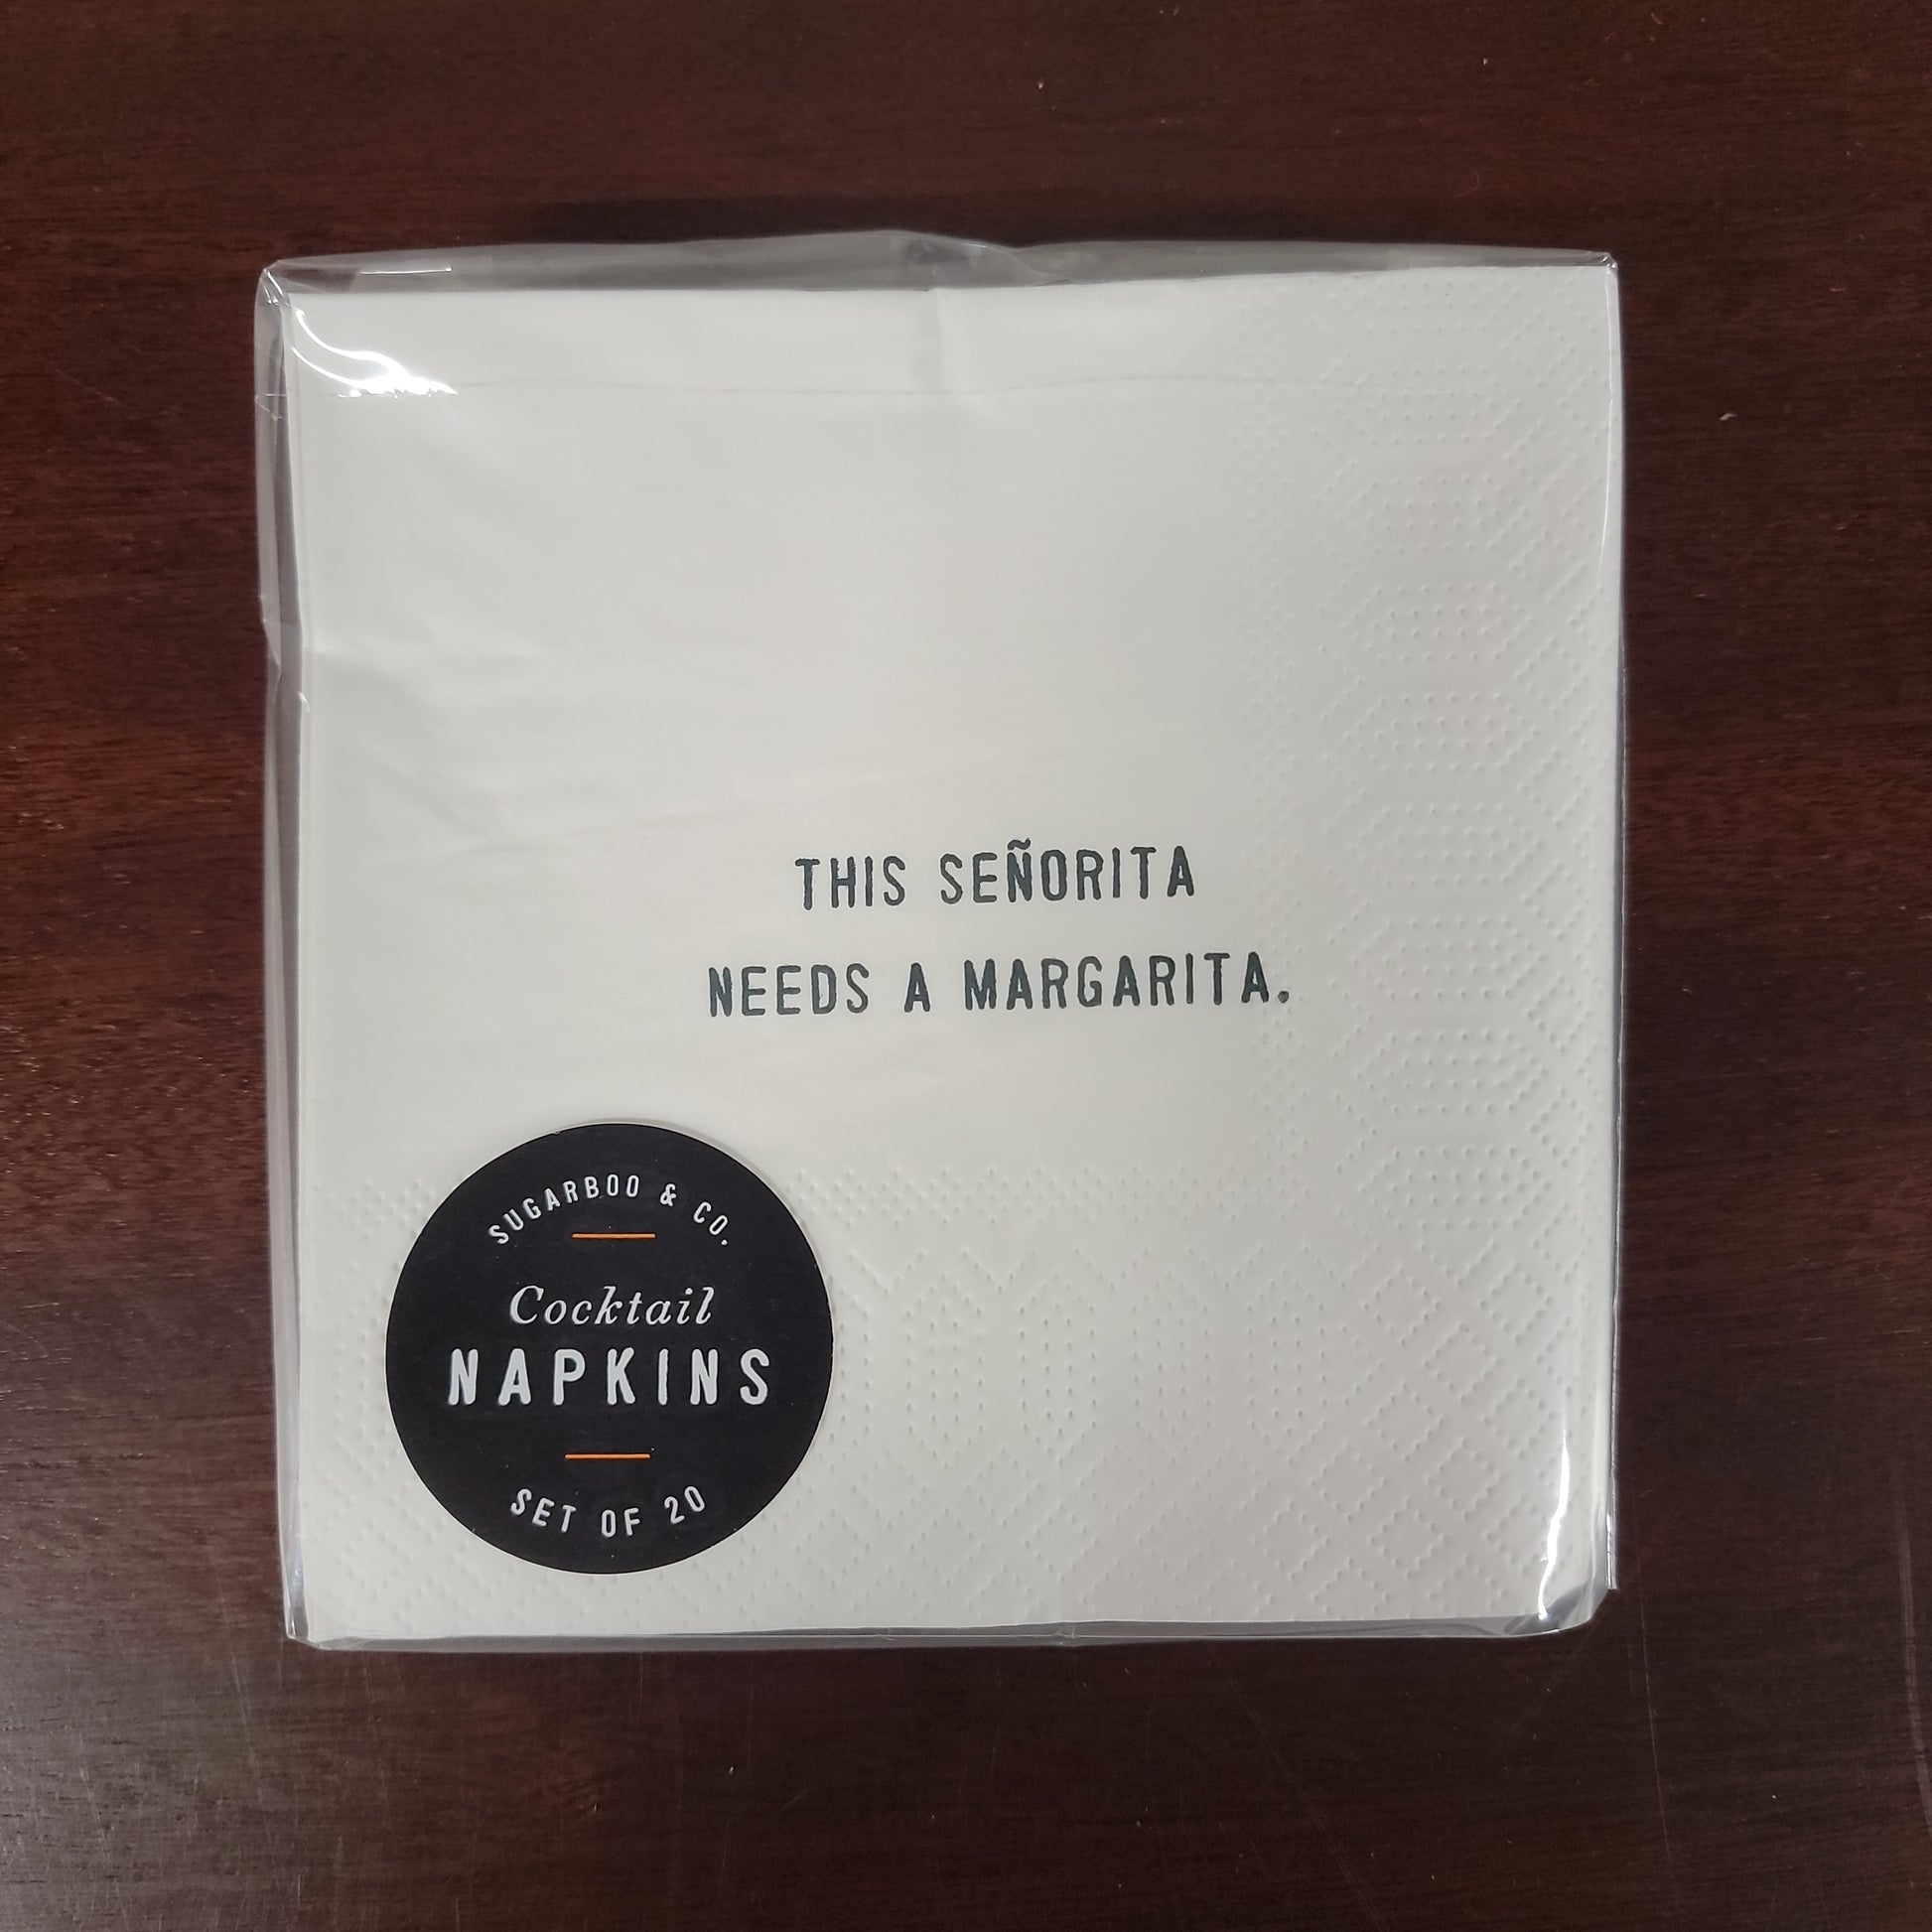 THIS SEÑORITA
NEEDS A MARGARITA.
SUGARBOO & CO.
Cocktail
NAPKINS
SET OF 20